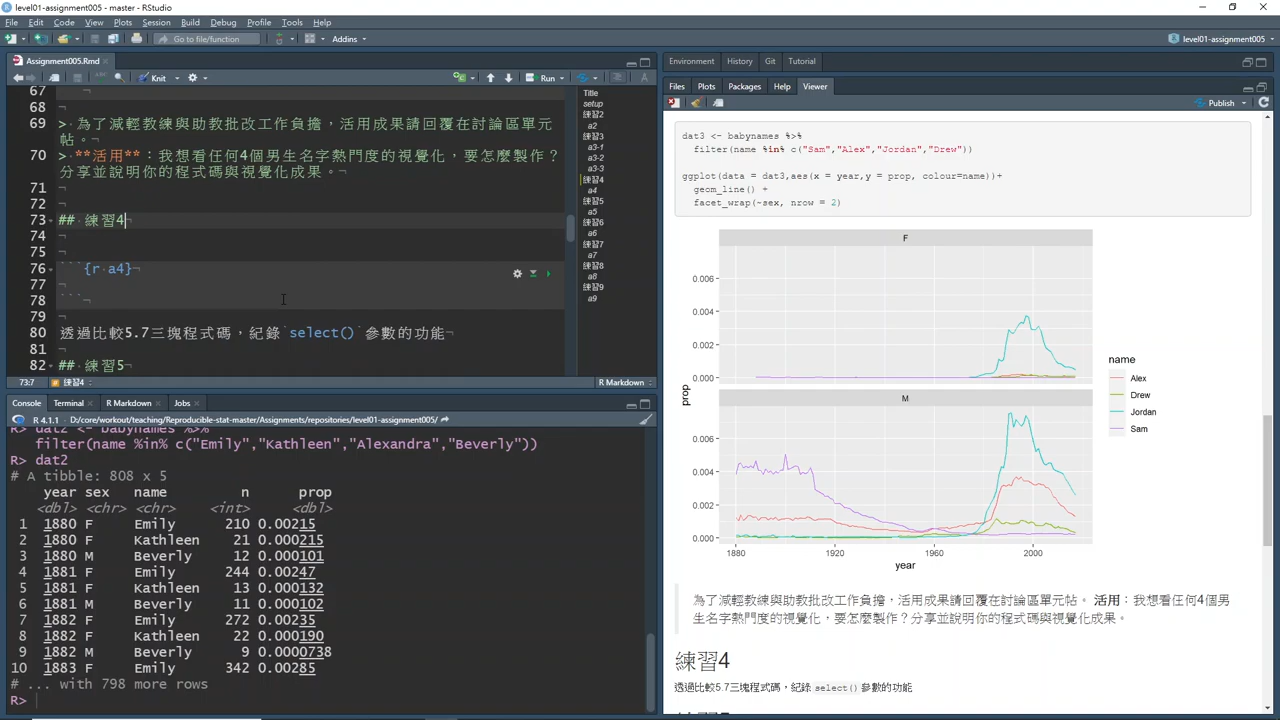 level01-assignment005 - master - RStudio
File Edit Code View Plots Session Build Debug Profile Tools Help
Go to file/function
Addins
level01-assignment005
Assignment005.Rmd
Knit
Run
67
68
69 > 為了減輕教練與助教批改工作負擔，活用成果請回覆在討論區單元
帖。
70 > **活用**：我想看任何4個男生名字熱門度的視覺化，要怎麼製作？
分享並說明你的程式碼與視覺化成果。
71
72
73 ## 練習4
74
75
76 ```{r a4}
77
78 ```
79
80 透過比較5.7三塊程式碼，紀錄`select()`參數的功能
81
82 ## 練習5
73:7
練習4
R Markdown
Title
setup
練習2
a2
練習3
a3-1
a3-2
a3-3
練習4
a4
練習5
a5
練習6
a6
練習7
a7
練習8
a8
練習9
a9
Console Terminal R Markdown Jobs
R 4.1.1 · D:/core/workout/teaching/Reproducible-stat-master/Assignments/repositories/level01-assignment005/
R> dat2 <- babynames %>%
filter(name %in% c("Emily","Kathleen","Alexandra","Beverly"))
R> dat2
# A tibble: 808 x 5
year sex name n prop
<dbl> <chr> <chr> <int> <dbl>
1 1880 F Emily 210 0.00215
2 1880 F Kathleen 21 0.000215
3 1880 M Beverly 12 0.000101
4 1881 F Emily 244 0.00247
5 1881 F Kathleen 13 0.000132
6 1881 M Beverly 11 0.000102
7 1882 F Emily 272 0.00235
8 1882 F Kathleen 22 0.000190
9 1882 M Beverly 9 0.0000738
10 1883 F Emily 342 0.00285
# ... with 798 more rows
R>
Environment History Git Tutorial
Files Plots Packages Help Viewer
Publish
dat3 <- babynames %>%
filter(name %in% c("Sam","Alex","Jordan","Drew"))
ggplot(data = dat3,aes(x = year,y = prop, colour=name))+
geom_line() +
facet_wrap(~sex, nrow = 2)
F
0.006
0.004
0.002
0.000
M
0.006
0.004
0.002
0.000
prop
1880 1920 1960 2000
year
name
Alex
Drew
Jordan
Sam
為了減輕教練與助教批改工作負擔，活用成果請回覆在討論區單元帖。 活用：我想看任何4個男
生名字熱門度的視覺化，要怎麼製作？分享並說明你的程式碼與視覺化成果。
練習4
透過比較5.7三塊程式碼，紀錄 select() 參數的功能